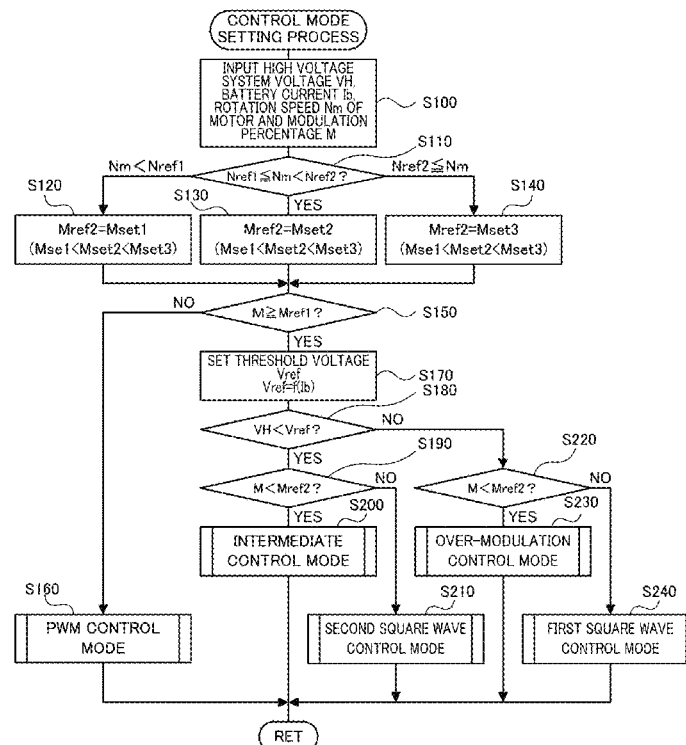 CONTROL MODE
SETTING PROCESS
INPUT HIGH VOLTAGE
SYSTEM VOLTAGE VH,
BATTERY CURRENT Ib,
ROTATION SPEED Nm OF
MOTOR AND MODULATION
PERCENTAGE M
S100
S110
Nm<Nref1
Nref1≦Nm<Nref2?
Nref2≦Nm
S120
S130
YES
S140
Mref2=Mset1
(Mse1<Mset2<Mset3)
Mref2=Mset2
(Mse1<Mset2<Mset3)
Mref2=Mset3
(Mse1<Mset2<Mset3)
NO
M≧Mref1?
S150
YES
SET THRESHOLD VOLTAGE
Vref
Vref=f(Ib)
S170
S180
VH<Vref?
NO
YES
S190
S220
M<Mref2?
NO
M<Mref2?
NO
YES
S200
YES
S230
INTERMEDIATE
CONTROL MODE
OVER-MODULATION
CONTROL MODE
S160
S210
S240
PWM CONTROL
MODE
SECOND SQUARE WAVE
CONTROL MODE
FIRST SQUARE WAVE
CONTROL MODE
RET